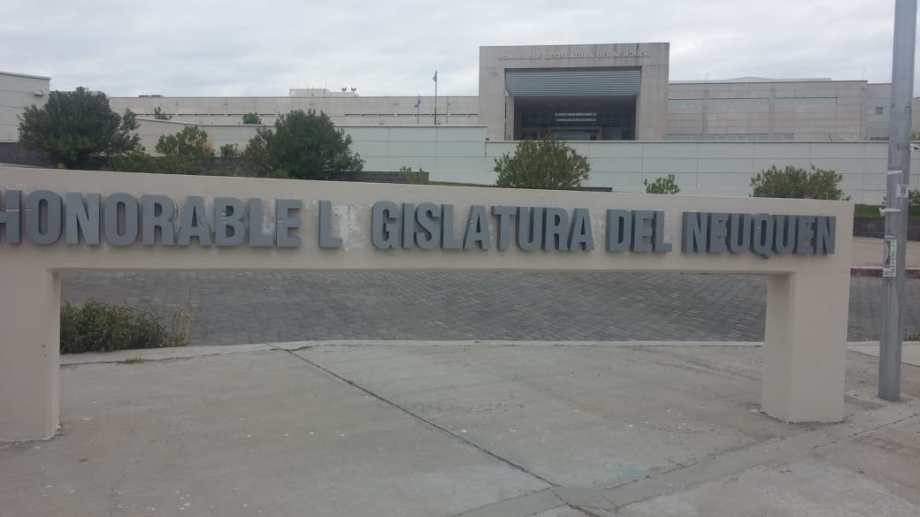 HONORABLE L GISLATURA DEL NEUQUEN